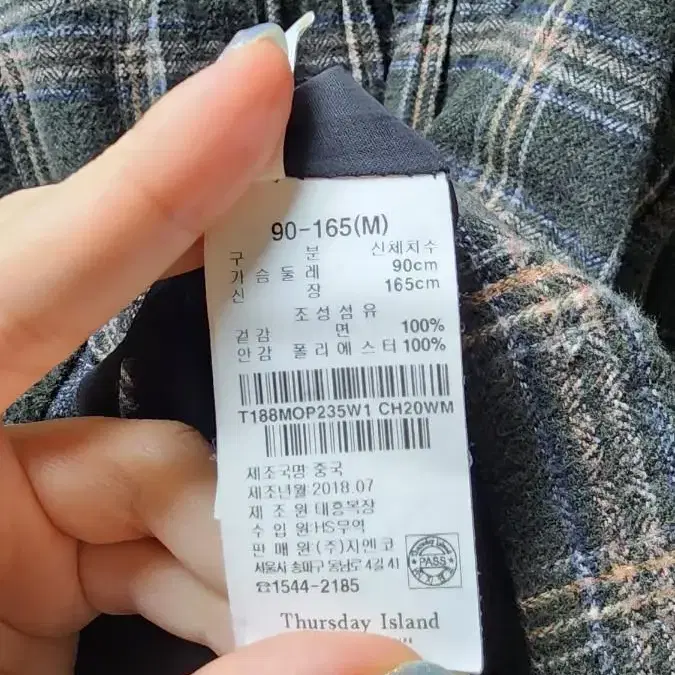 90-165(M)
구 분 신체치수
가슴둘레 90cm
신 장 165cm
조성섬유
겉감 면 100%
안감 폴리에스터 100%
T188MOP235W1 CH20WM
제조국명 중국
제조년월 2018.07
제 조 원 대흥복장
수 입 원 HS무역
판 매 원 (주)지엔코
서울시 송파구 동남로 4길 41
☎1544-2185
PASS
Thursday Island